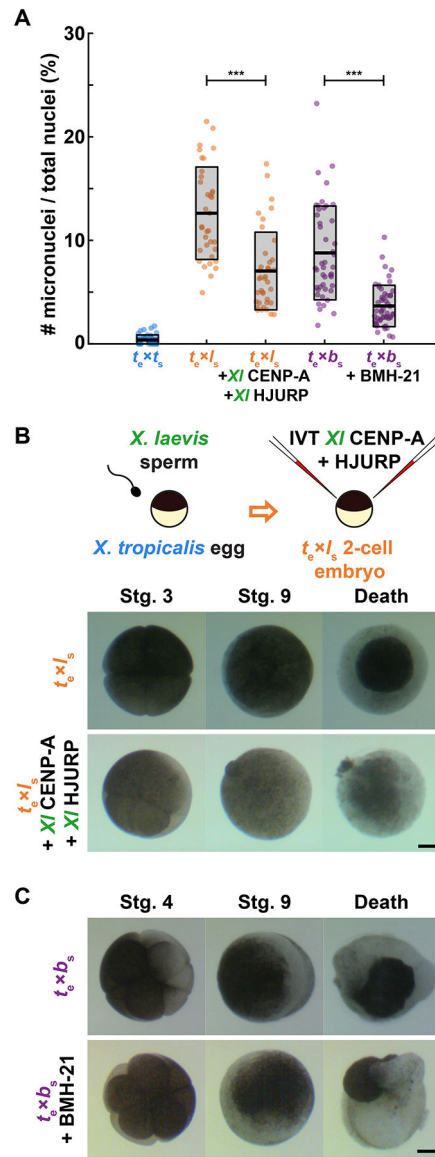 A
30
20
10
0
# micronuclei / total nuclei (%)
***
***
te×ts
te×ls
te×ls
te×bs
te×bs
+Xl CENP-A
+Xl HJURP
+ BMH-21
B
X. laevis
sperm
X. tropicalis egg
IVT Xl CENP-A
+ HJURP
te×ls 2-cell
embryo
Stg. 3
Stg. 9
Death
te×ls
te×ls
+ Xl CENP-A
+ Xl HJURP
C
Stg. 4
Stg. 9
Death
te×bs
te×bs
+ BMH-21